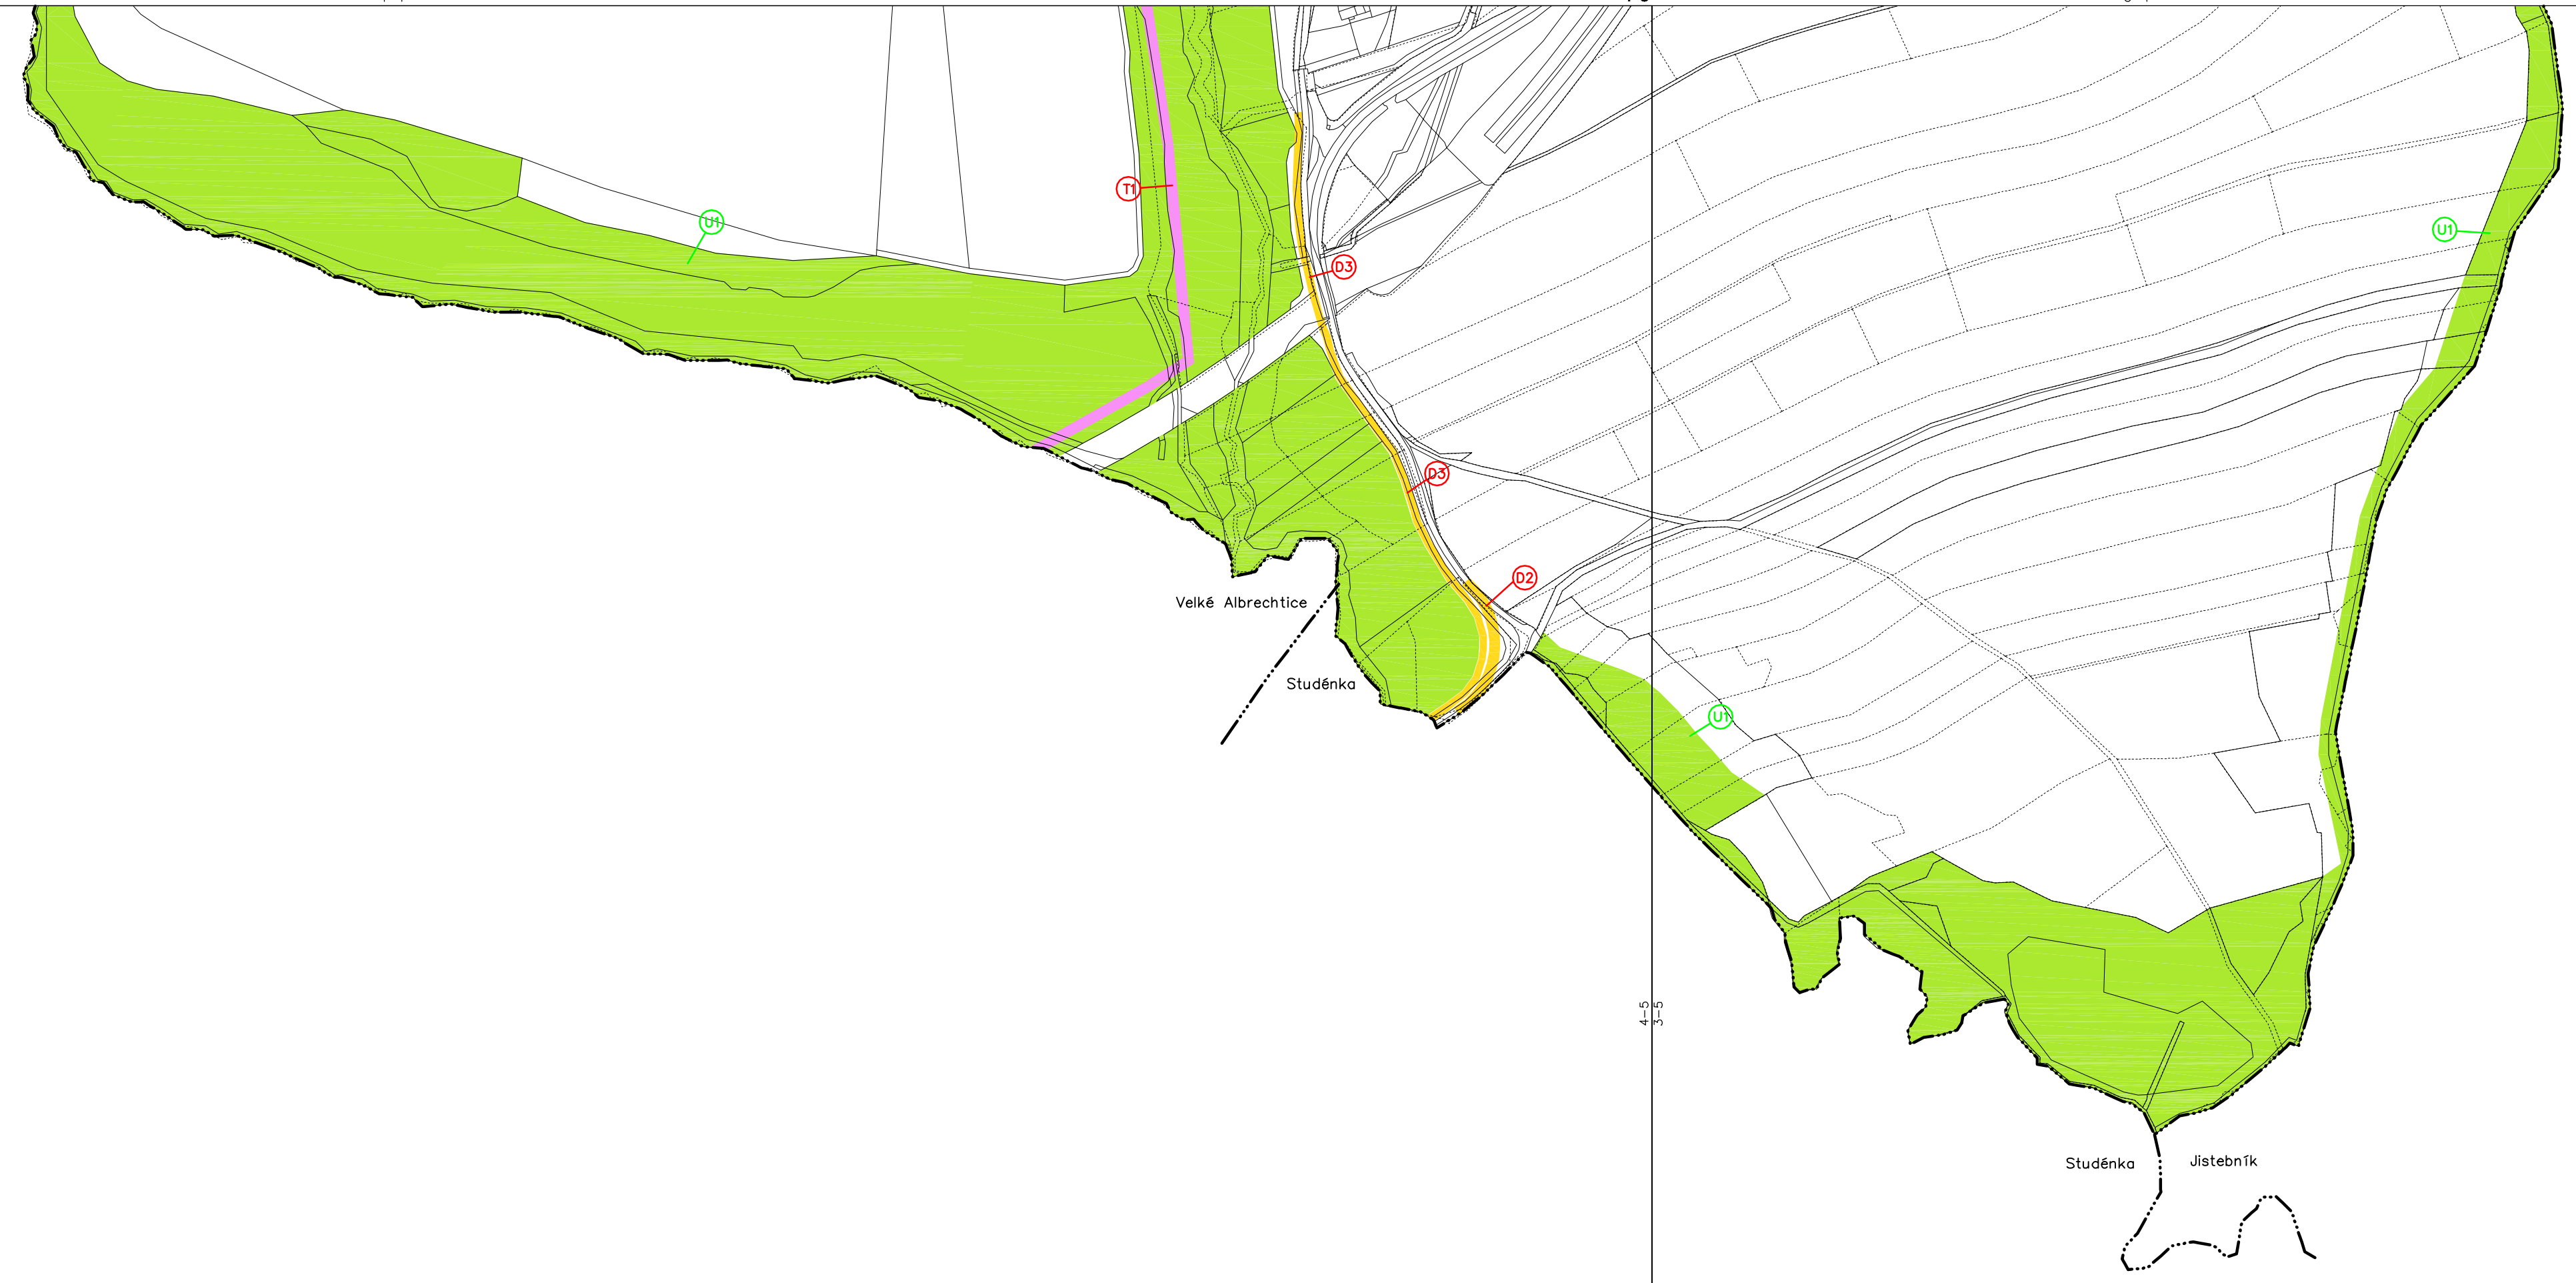 T1
U1
U1
D3
D3
D2
Velké Albrechtice
Studénka
U1
4-5
3-5
Studénka
Jistebník